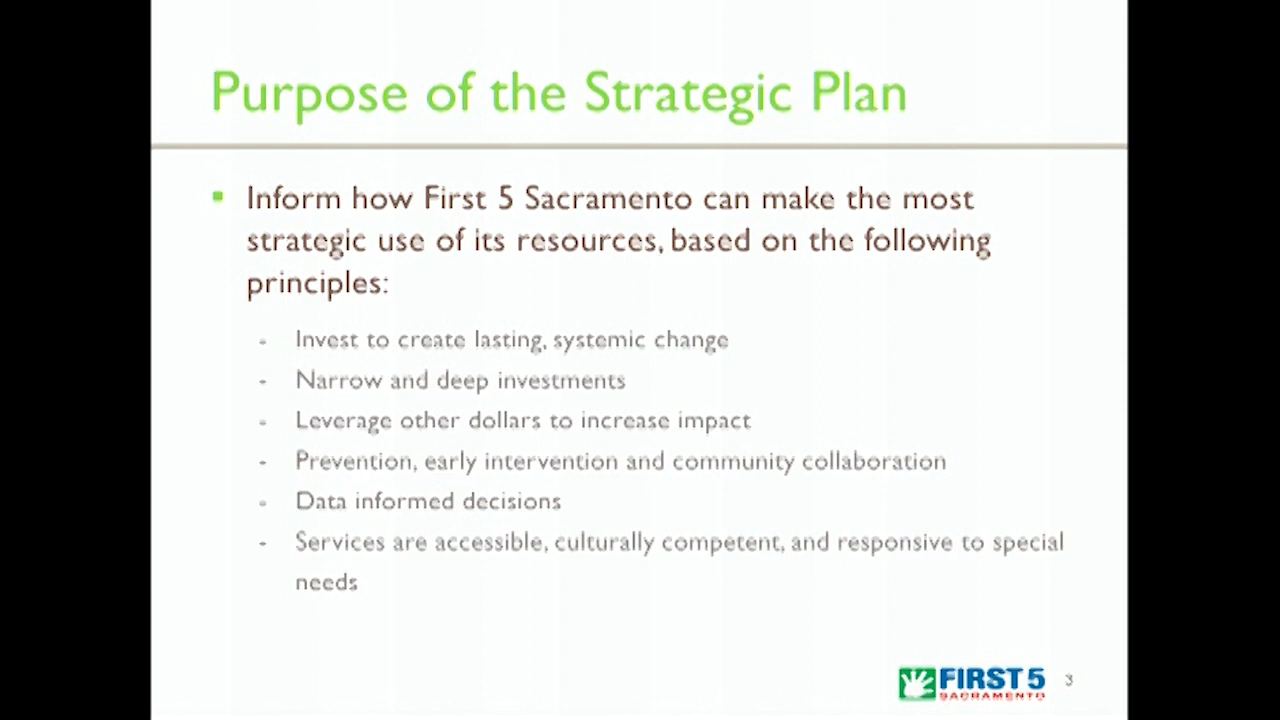 Purpose of the Strategic Plan
▪ Inform how First 5 Sacramento can make the most
strategic use of its resources, based on the following
principles:
- Invest to create lasting, systemic change
- Narrow and deep investments
- Leverage other dollars to increase impact
- Prevention, early intervention and community collaboration
- Data informed decisions
- Services are accessible, culturally competent, and responsive to special
needs
FIRST 5
SACRAMENTO
3